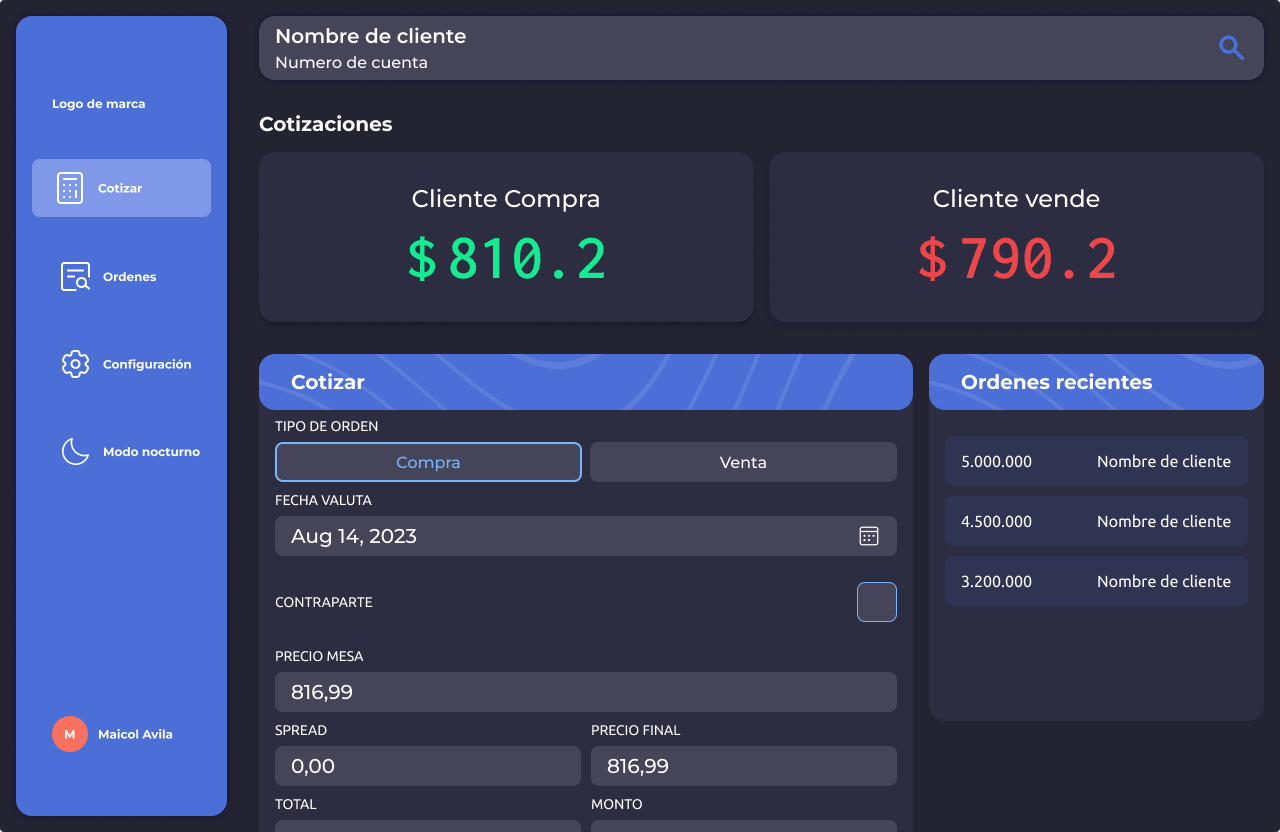 Logo de marca
Cotizar
Ordenes
Configuración
Modo nocturno
M
Maicol Avila
Nombre de cliente
Numero de cuenta
Cotizaciones
Cliente Compra
$810.2
Cliente vende
$790.2
Cotizar
TIPO DE ORDEN
Compra
Venta
FECHA VALUTA
Aug 14, 2023
CONTRAPARTE
PRECIO MESA
816,99
SPREAD
PRECIO FINAL
0,00
816,99
TOTAL
MONTO
Ordenes recientes
5.000.000 Nombre de cliente
4.500.000 Nombre de cliente
3.200.000 Nombre de cliente